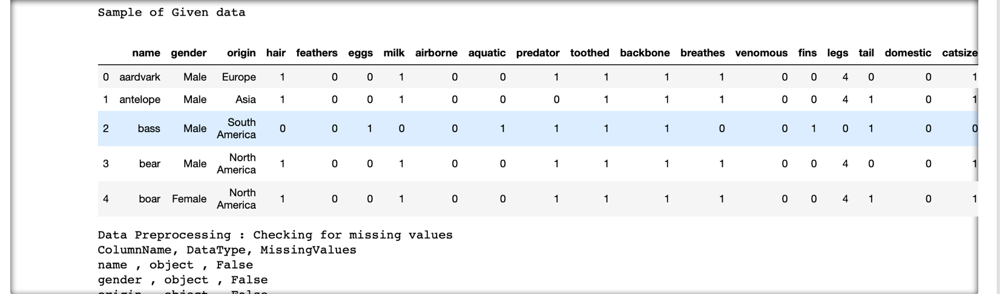 Sample of Given data
name gender origin hair feathers eggs milk airborne aquatic predator toothed backbone breathes venomous fins legs tail domestic catsize
0 aardvark Male Europe 1 0 0 1 0 0 1 1 1 1 0 0 4 0 0 1
1 antelope Male Asia 1 0 0 1 0 0 0 1 1 1 0 0 4 1 0 1
2 bass Male South America 0 0 1 0 0 1 1 1 1 0 0 1 0 1 0 0
3 bear Male North America 1 0 0 1 0 0 1 1 1 1 0 0 4 0 0 1
4 boar Female North America 1 0 0 1 0 0 1 1 1 1 0 0 4 1 0 1
Data Preprocessing : Checking for missing values
ColumnName, DataType, MissingValues
name , object , False
gender , object , False
origin , object , False